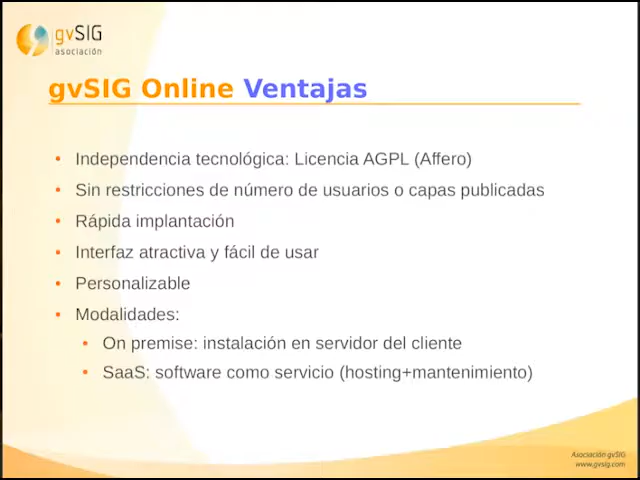 gvSIG
asociación
gvSIG Online Ventajas
• Independencia tecnológica: Licencia AGPL (Affero)
• Sin restricciones de número de usuarios o capas publicadas
• Rápida implantación
• Interfaz atractiva y fácil de usar
• Personalizable
• Modalidades:
• On premise: instalación en servidor del cliente
• SaaS: software como servicio (hosting+mantenimiento)
Asociación gvSIG
www.gvsig.com